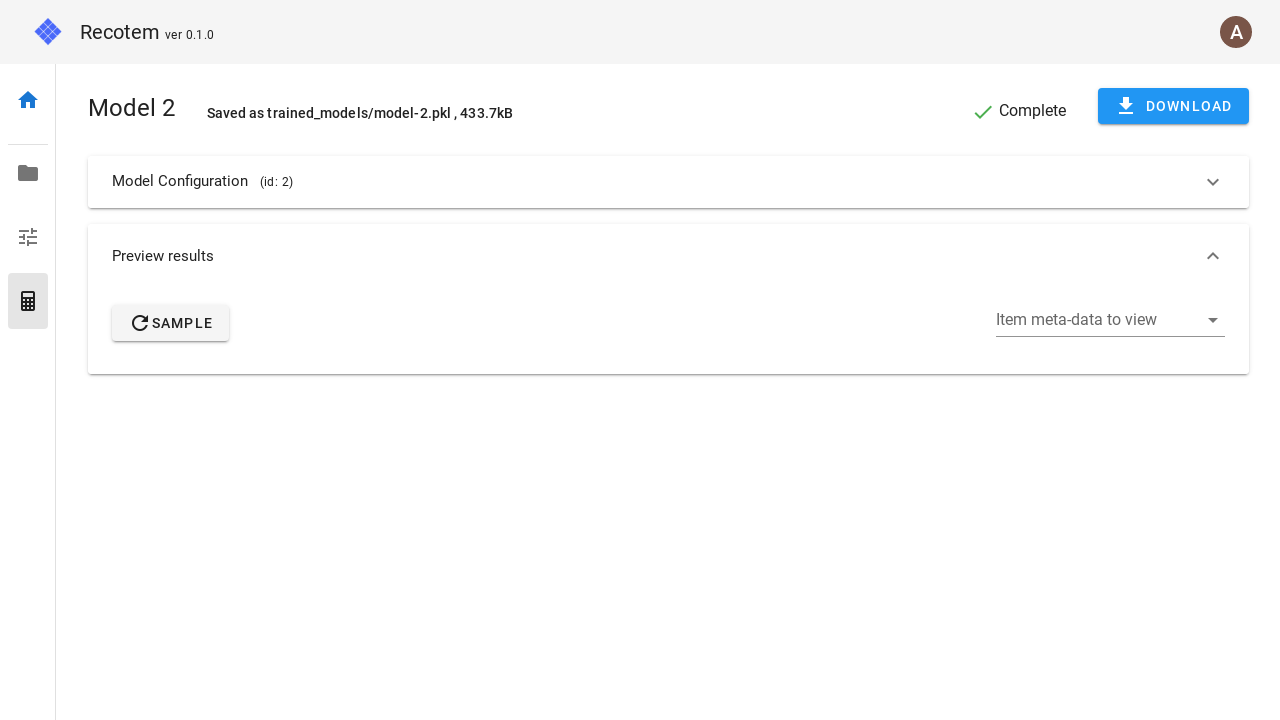 Recotem ver 0.1.0
A
Model 2
Saved as trained_models/model-2.pkl , 433.7kB
Complete
DOWNLOAD
Model Configuration (id: 2)
Preview results
SAMPLE
Item meta-data to view